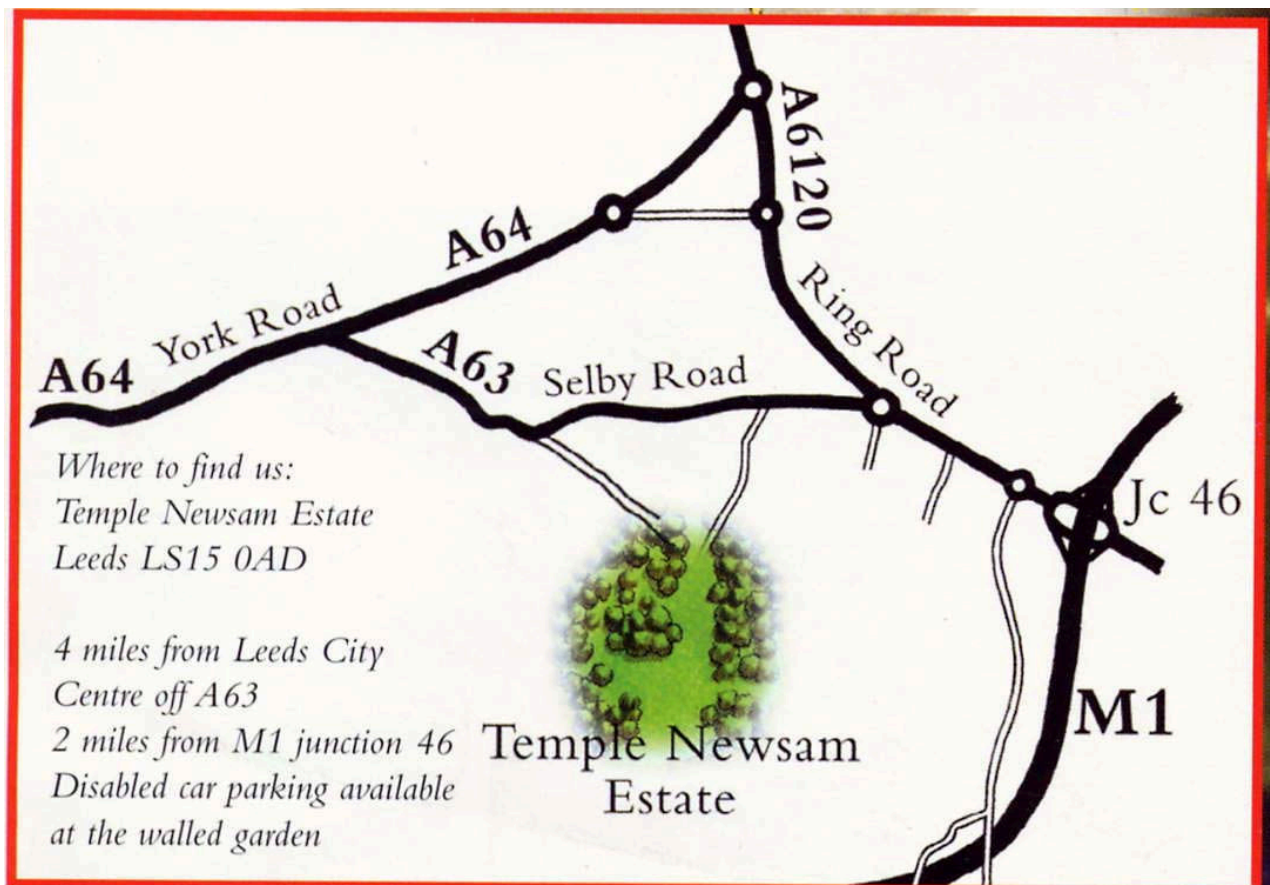 A6120
A64
Ring Road
York Road
A64
A63
Selby Road
Jc 46
Where to find us:
Temple Newsam Estate
Leeds LS15 0AD
4 miles from Leeds City
Centre off A63
2 miles from M1 junction 46
Disabled car parking available
at the walled garden
M1
Temple Newsam
Estate